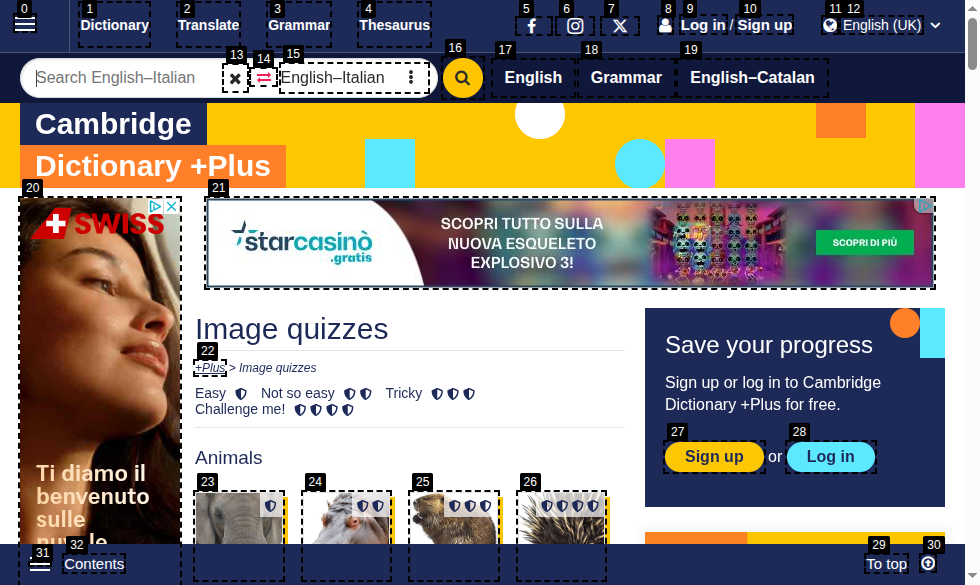 0 1 2 3 4 5 6 7 8 9 10 11 12
Dictionary Translate Grammar Thesaurus f X Log in / Sign up English (UK)
13 14 15 16 17 18 19
Search English–Italian English–Italian English Grammar English–Catalan
Cambridge
Dictionary +Plus
20 21
SWISS
Ti diamo il
benvenuto
sulle
starcasinò
.gratis
SCOPRI TUTTO SULLA
NUOVA ESQUELETO
EXPLOSIVO 3!
SCOPRI DI PIÙ
Image quizzes
22
+Plus > Image quizzes
Easy Not so easy Tricky
Challenge me!
Animals
23 24 25 26
Save your progress
Sign up or log in to Cambridge
Dictionary +Plus for free.
27 28
Sign up or Log in
31 32 29 30
Contents To top